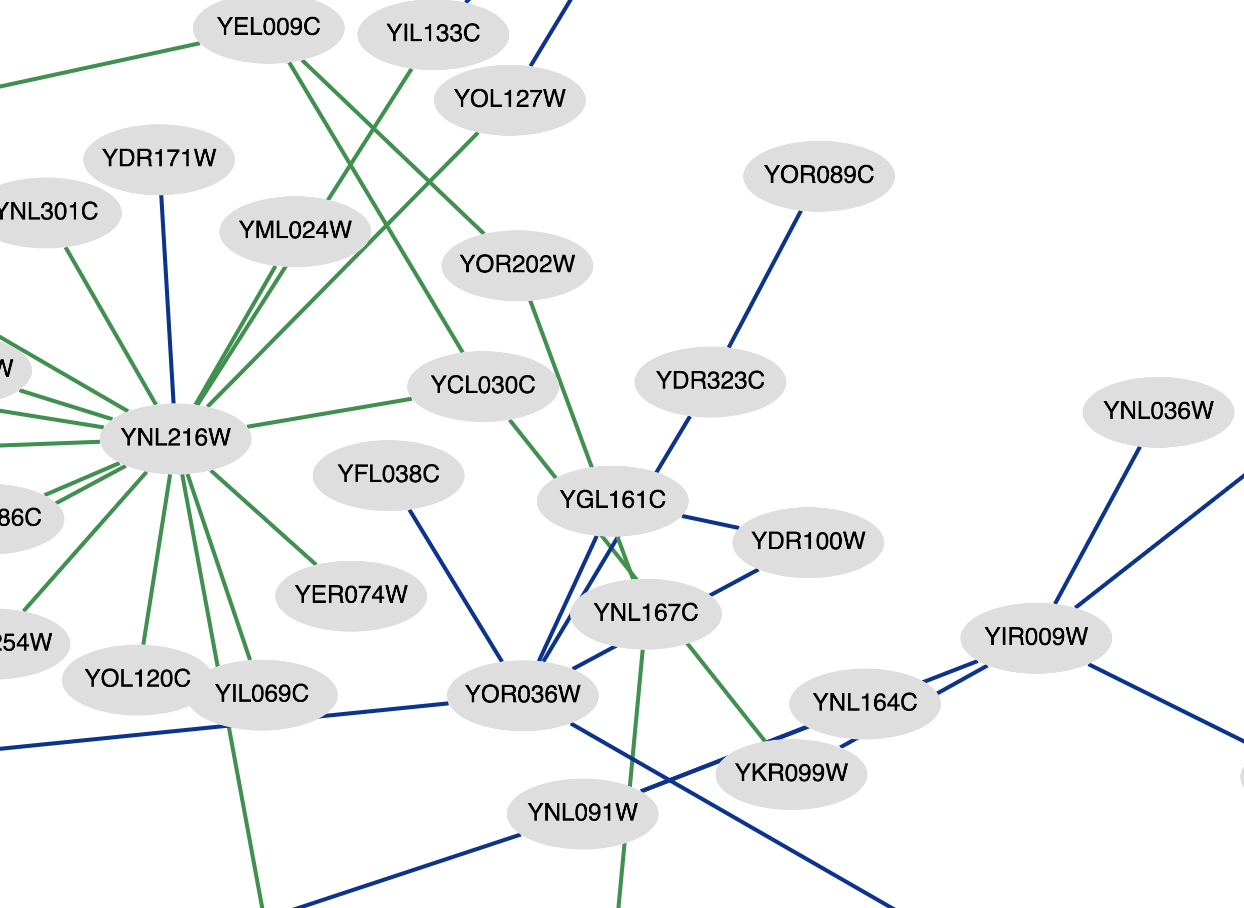 YEL009C
YIL133C
YOL127W
YDR171W
YOR089C
YNL301C
YML024W
YOR202W
W
YCL030C
YDR323C
YNL036W
YNL216W
YFL038C
YGL161C
86C
YDR100W
YER074W
YNL167C
254W
YIR009W
YOL120C
YIL069C
YOR036W
YNL164C
YKR099W
YNL091W